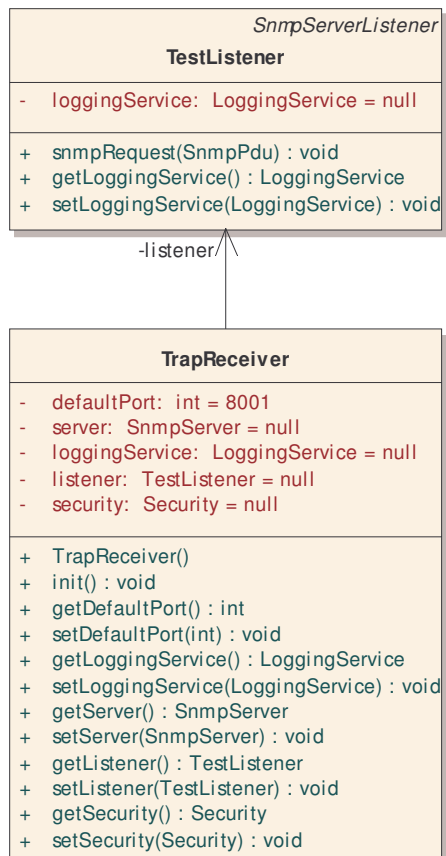 SnmpServerListener
TestListener
- loggingService: LoggingService = null
+ snmpRequest(SnmpPdu) : void
+ getLoggingService() : LoggingService
+ setLoggingService(LoggingService) : void
-listener
TrapReceiver
- defaultPort: int = 8001
- server: SnmpServer = null
- loggingService: LoggingService = null
- listener: TestListener = null
- security: Security = null
+ TrapReceiver()
+ init() : void
+ getDefaultPort() : int
+ setDefaultPort(int) : void
+ getLoggingService() : LoggingService
+ setLoggingService(LoggingService) : void
+ getServer() : SnmpServer
+ setServer(SnmpServer) : void
+ getListener() : TestListener
+ setListener(TestListener) : void
+ getSecurity() : Security
+ setSecurity(Security) : void